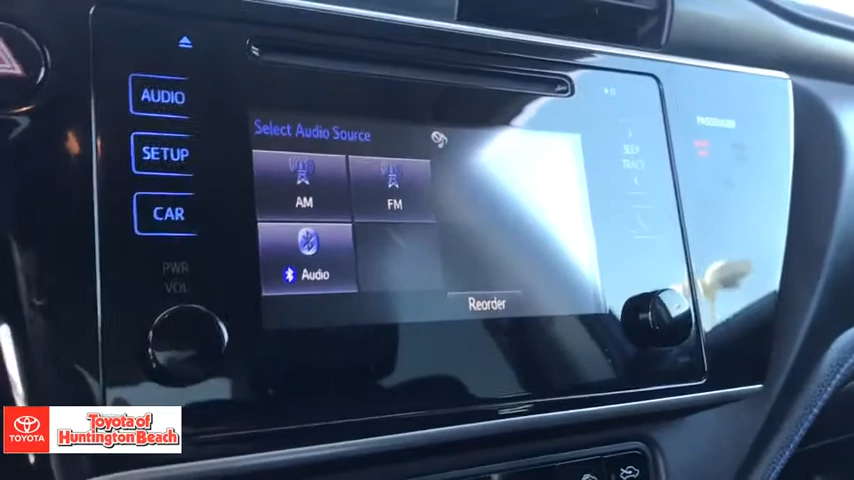 AUDIO
SETUP
CAR
PWR
VOL
Select Audio Source
AM
FM
Audio
Reorder
SEEK
TRACK
PASSENGER
TOYOTA
Toyota of
Huntington Beach